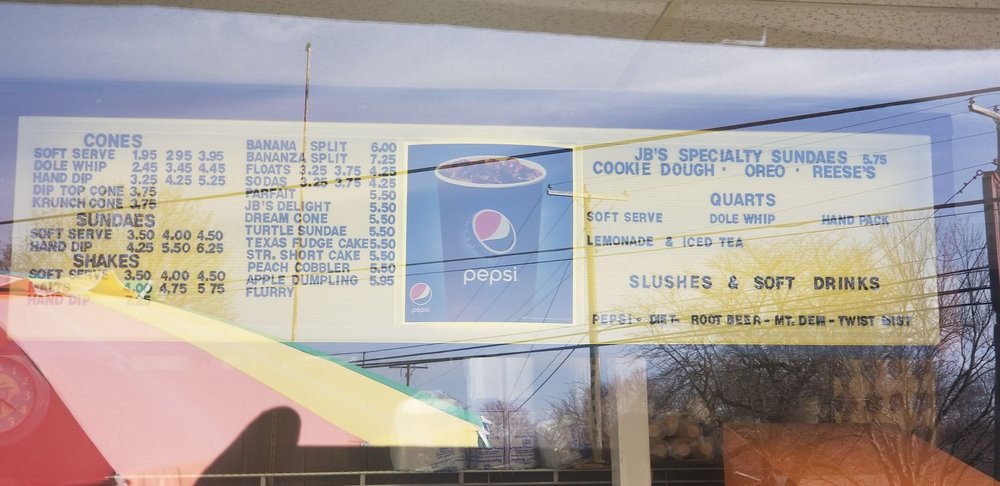 CONES
SOFT SERVE 1.95 2.95 3.95
DOLE WHIP 2.45 3.45 4.45
HAND DIP 3.25 4.25 5.25
DIP TOP CONE 3.75
KRUNCH CONE 3.75
SUNDAES
SOFT SERVE 3.50 4.00 4.50
HAND DIP 4.25 5.50 6.25
SHAKES
SOFT SERVE 3.50 4.00 4.50
4.75 5.75
HAND DIP
BANANA SPLIT 6.00
BANANZA SPLIT 7.25
FLOATS 3.25 3.75 4.25
SODAS 3.25 3.75 4.25
PARFAIT 5.50
JB'S DELIGHT 5.50
DREAM CONE 5.50
TURTLE SUNDAE 5.50
TEXAS FUDGE CAKE 5.50
STR. SHORT CAKE 5.50
PEACH COBBLER 5.50
APPLE DUMPLING 5.95
FLURRY
pepsi
pepsi
JB'S SPECIALTY SUNDAES 5.75
COOKIE DOUGH · OREO · REESE'S
QUARTS
SOFT SERVE DOLE WHIP HAND PACK
LEMONADE & ICED TEA
SLUSHES & SOFT DRINKS
PEPSI - DIET - ROOT BEER - MT. DEW - TWIST MIST